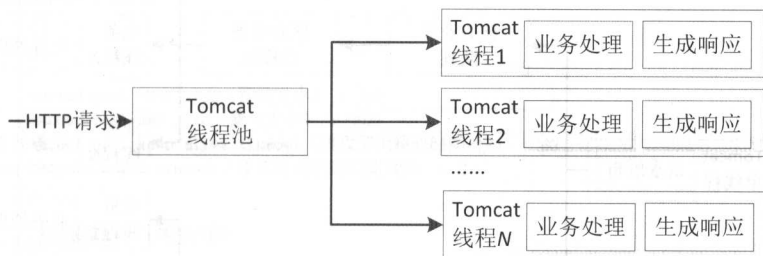 Tomcat
线程1
业务处理
生成响应
HTTP请求
Tomcat
线程池
Tomcat
线程2
业务处理
生成响应
......
Tomcat
线程N
业务处理
生成响应